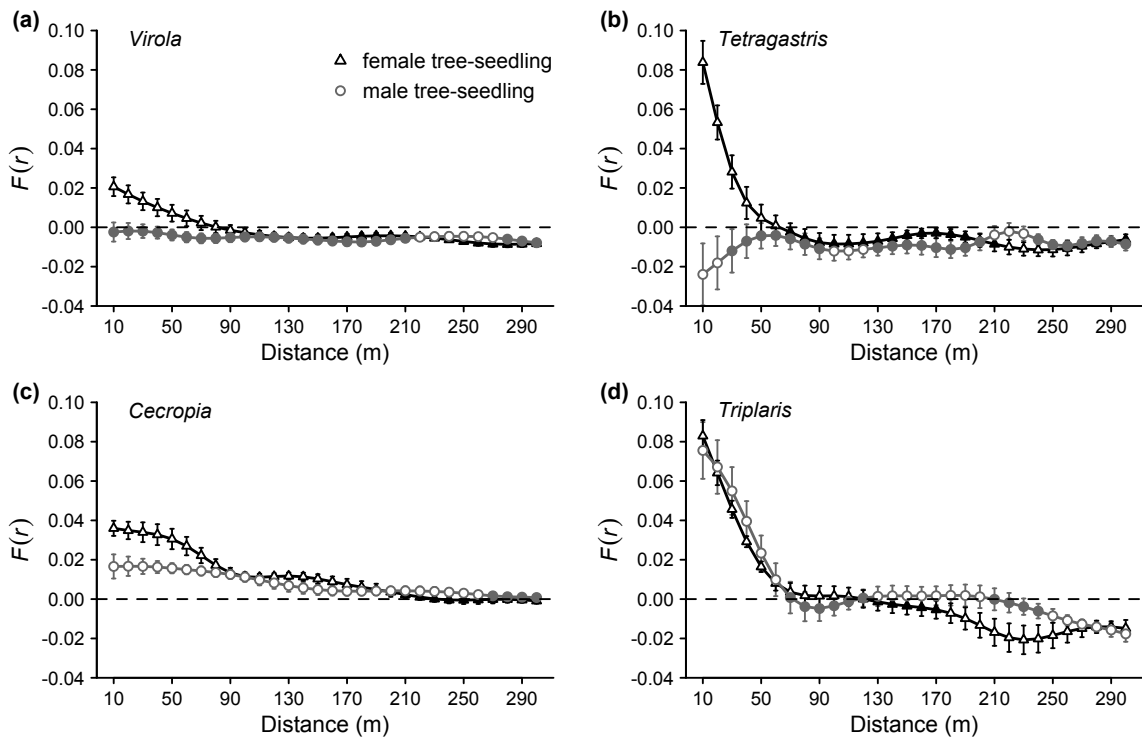 (a)
Virola
female tree-seedling
male tree-seedling
F(r)
0.10
0.08
0.06
0.04
0.02
0.00
-0.02
-0.04
10 50 90 130 170 210 250 290
Distance (m)
(b)
Tetragastris
F(r)
0.10
0.08
0.06
0.04
0.02
0.00
-0.02
-0.04
10 50 90 130 170 210 250 290
Distance (m)
(c)
Cecropia
F(r)
0.10
0.08
0.06
0.04
0.02
0.00
-0.02
-0.04
10 50 90 130 170 210 250 290
Distance (m)
(d)
Triplaris
F(r)
0.10
0.08
0.06
0.04
0.02
0.00
-0.02
-0.04
10 50 90 130 170 210 250 290
Distance (m)